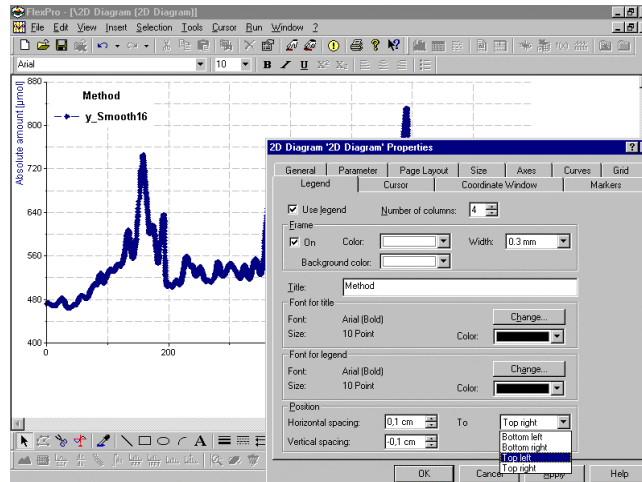 FlexPro - [\2D Diagram [2D Diagram]]
File Edit View Insert Selection Tools Cursor Run Window ?
Arial 10 B I U X² X₂
Absolute amount [µmol]
880
800
720
640
560
480
400
0 200
Method
y_Smooth16
2D Diagram '2D Diagram' Properties
General Parameter Page Layout Size Axes Curves Grid
Legend Cursor Coordinate Window Markers
Use legend Number of columns: 4
Frame
On Color: Width: 0.3 mm
Background color:
Title: Method
Font for title
Font: Arial (Bold) Change...
Size: 10 Point Color:
Font for legend
Font: Arial (Bold) Change...
Size: 10 Point Color:
Position
Horizontal spacing: 0,1 cm To Top right
Vertical spacing: -0,1 cm
Bottom left
Bottom right
Top left
Top right
OK Cancel Apply Help